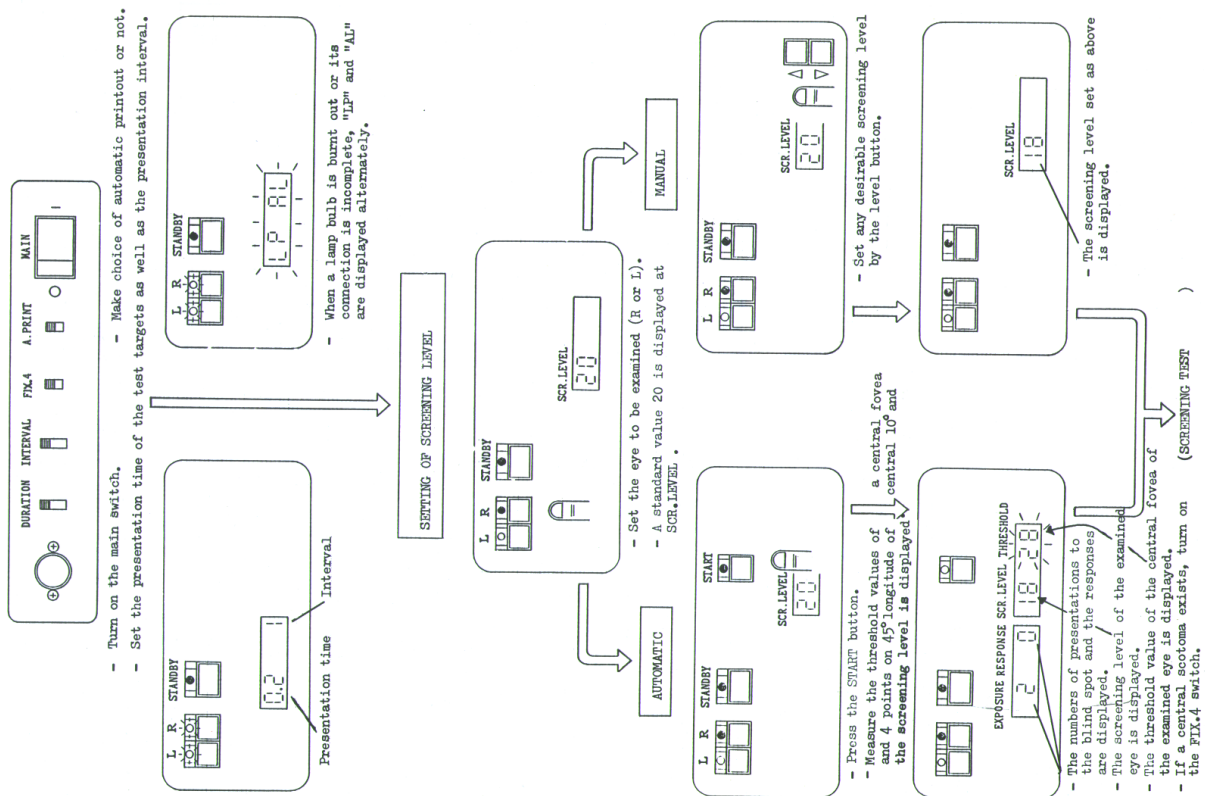 DURATION INTERVAL FIX.4 A.PRINT MAIN
- Turn on the main switch.
- Make choice of automatic printout or not.
- Set the presentation time of the test targets as well as the presentation interval.
L R STANDBY
0.2 1
Presentation time
Interval
L R STANDBY
LP AL
- When a lamp bulb is burnt out or its
connection is incomplete, "LP" and "AL"
are displayed alternately.
SETTING OF SCREENING LEVEL
L R STANDBY
SCR.LEVEL
20
- Set the eye to be examined (R or L).
- A standard value 20 is displayed at
SCR.LEVEL .
AUTOMATIC
MANUAL
L R STANDBY START
SCR.LEVEL
20
- Press the START button.
- Measure the threshold values of a central fovea
and 4 points on 45° longitude of central 10° and
the screening level is displayed.
L R STANDBY
SCR.LEVEL
20
- Set any desirable screening level
by the level button.
EXPOSURE RESPONSE SCR.LEVEL THRESHOLD
2 0 18 28
- The numbers of presentations to
the blind spot and the responses
are displayed.
- The screening level of the examined
eye is displayed.
- The threshold value of the central fovea of
the examined eye is displayed.
- If a central scotoma exists, turn on
the FIX.4 switch.
SCR.LEVEL
18
- The screening level set as above
is displayed.
(SCREENING TEST )